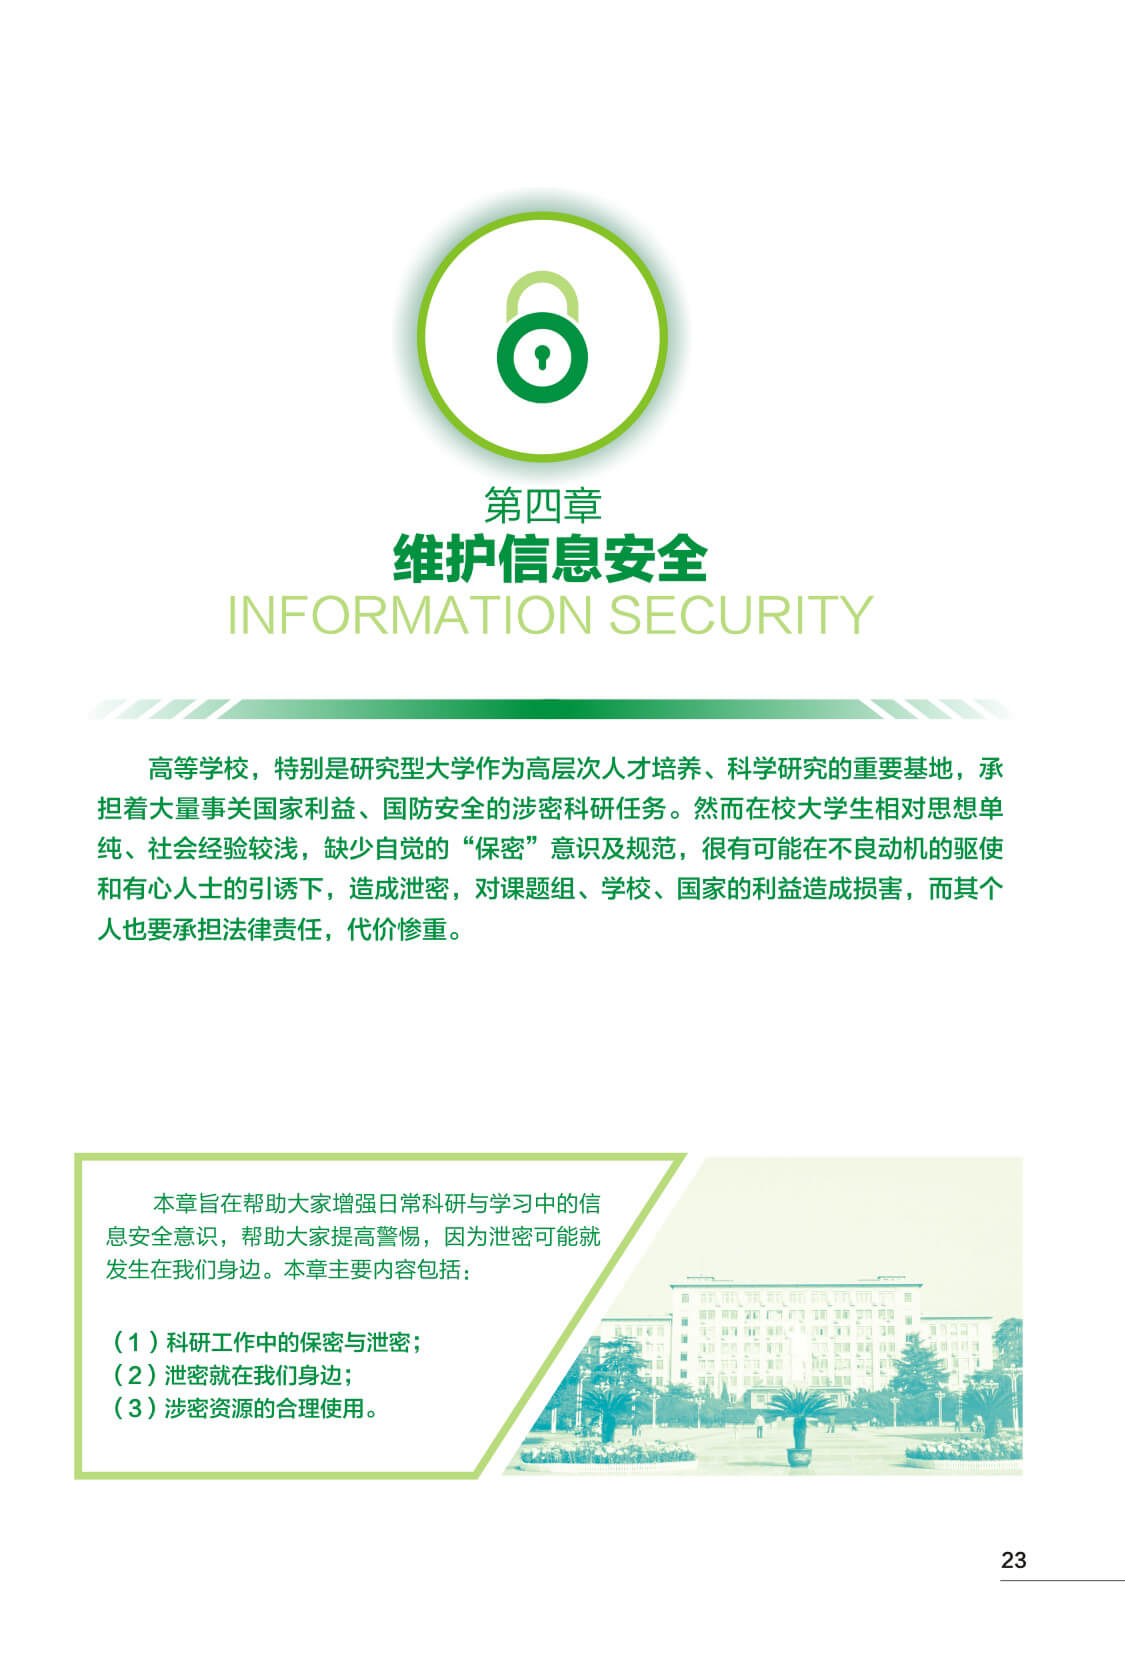 第四章
维护信息安全
INFORMATION SECURITY
高等学校，特别是研究型大学作为高层次人才培养、科学研究的重要基地，承
担着大量事关国家利益、国防安全的涉密科研任务。然而在校大学生相对思想单
纯、社会经验较浅，缺少自觉的“保密”意识及规范，很有可能在不良动机的驱使
和有心人士的引诱下，造成泄密，对课题组、学校、国家的利益造成损害，而其个
人也要承担法律责任，代价惨重。
本章旨在帮助大家增强日常科研与学习中的信
息安全意识，帮助大家提高警惕，因为泄密可能就
发生在我们身边。本章主要内容包括：
（1）科研工作中的保密与泄密；
（2）泄密就在我们身边；
（3）涉密资源的合理使用。
23